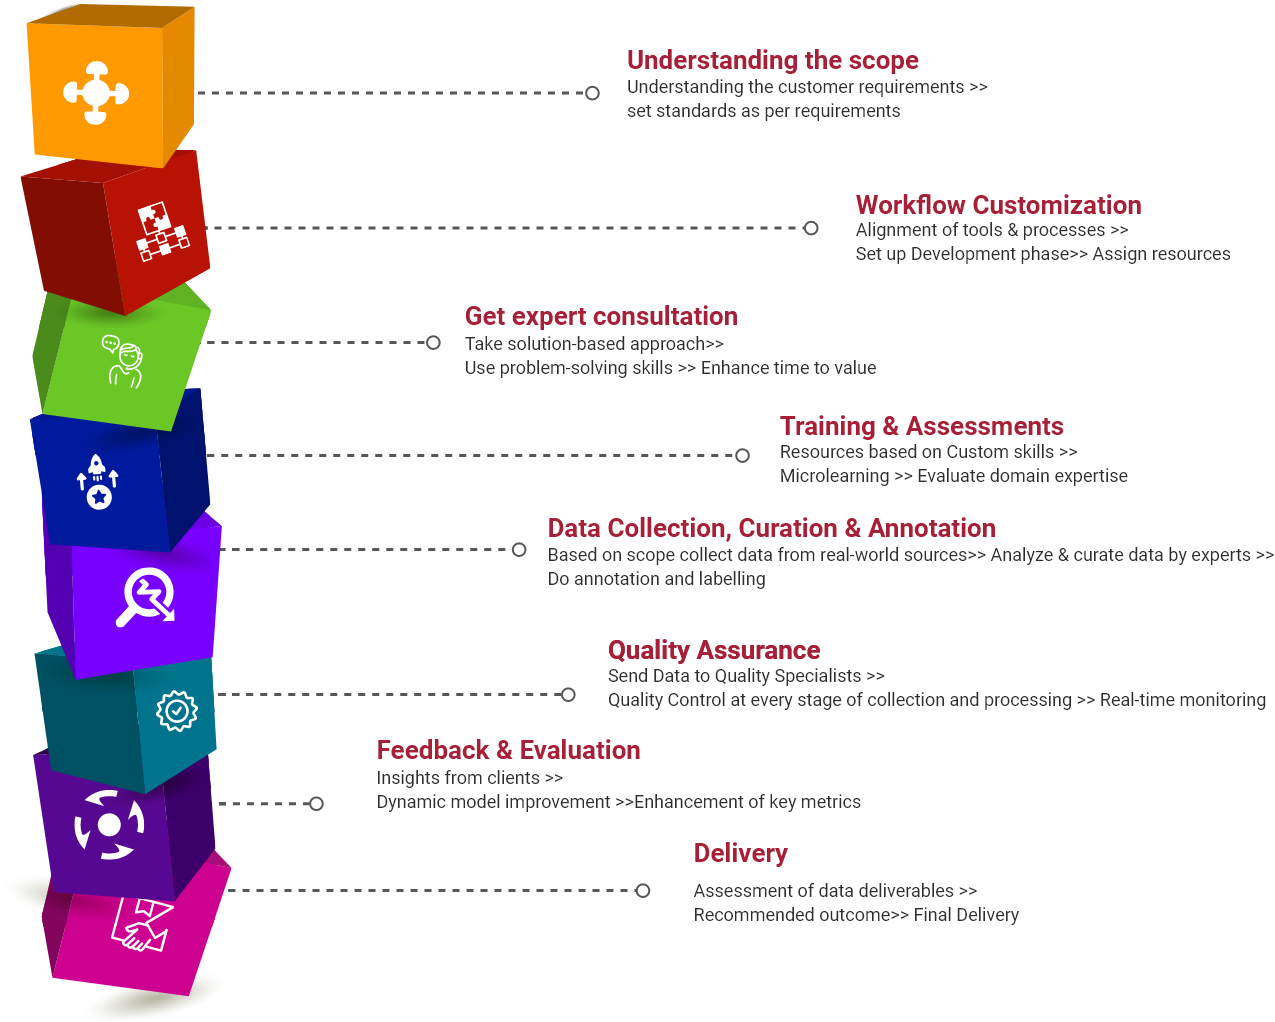 Understanding the scope
Understanding the customer requirements >>
set standards as per requirements
Workflow Customization
Alignment of tools & processes >>
Set up Development phase>> Assign resources
Get expert consultation
Take solution-based approach>>
Use problem-solving skills >> Enhance time to value
Training & Assessments
Resources based on Custom skills >>
Microlearning >> Evaluate domain expertise
Data Collection, Curation & Annotation
Based on scope collect data from real-world sources>> Analyze & curate data by experts >>
Do annotation and labelling
Quality Assurance
Send Data to Quality Specialists >>
Quality Control at every stage of collection and processing >> Real-time monitoring
Feedback & Evaluation
Insights from clients >>
Dynamic model improvement >>Enhancement of key metrics
Delivery
Assessment of data deliverables >>
Recommended outcome>> Final Delivery